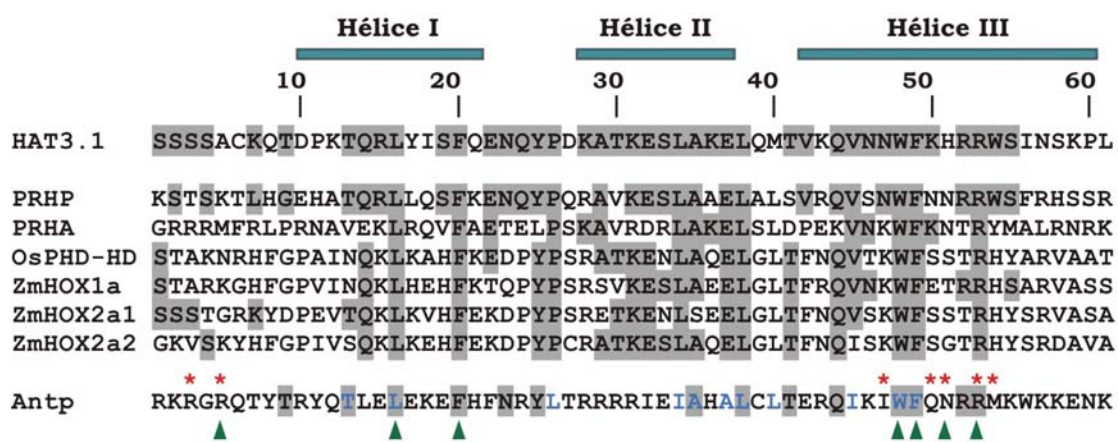 Hélice I Hélice II Hélice III
10 20 30 40 50 60
HAT3.1 SSSSACKQTDPKTQRLYISFQENQYPDKATKESLAKELQMTVKQVNNWFKHRRWSINSKPL
PRHP KSTSKTLHGEHATQRLLQSFKENQYPQRAVKESLAAELALSVRQVSNWFNNRRWSFRHSSR
PRHA GRRRMFRLPRNAVEKLRQVFAETELPSKAVRDRLAKELSLDPEKVNKWFKNTRYMALRNRK
OsPHD-HD STAKNRHFGPAINQKLKAHFKEDPYPSRATKENLAQELGLTFNQVTKWFSSTRHYARVAAT
ZmHOX1a STARKGHFGPVINQKLHEHFKTQPYPSRSVKESLAEELGLTFRQVNKWFETRRHSARVASS
ZmHOX2a1 SSSTGRKYDPEVTQKLKVHFEKDPYPSRETKENLSEELGLTFNQVSKWFSSTRHYSRVASA
ZmHOX2a2 GKVSKYHFGPIVSQKLKEHFEKDPYPCRATKESLAQELGLTFNQISKWFSGTRHYSRDAVA
* * * * * * *
Antp RKRGRQTYTRYQTLELEKEFHFNRYLTRRRRIEIAHALCLTERQIKIWFQNRRMKWKKENK